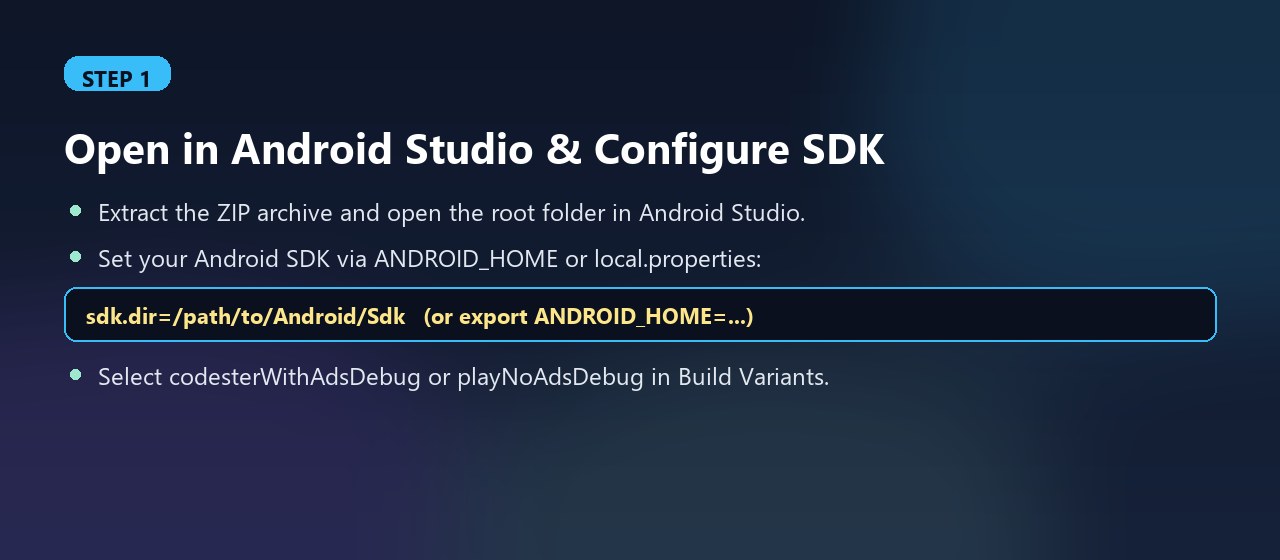 STEP 1
Open in Android Studio & Configure SDK
Extract the ZIP archive and open the root folder in Android Studio.
Set your Android SDK via ANDROID_HOME or local.properties:
sdk.dir=/path/to/Android/Sdk (or export ANDROID_HOME=...)
Select codesterWithAdsDebug or playNoAdsDebug in Build Variants.